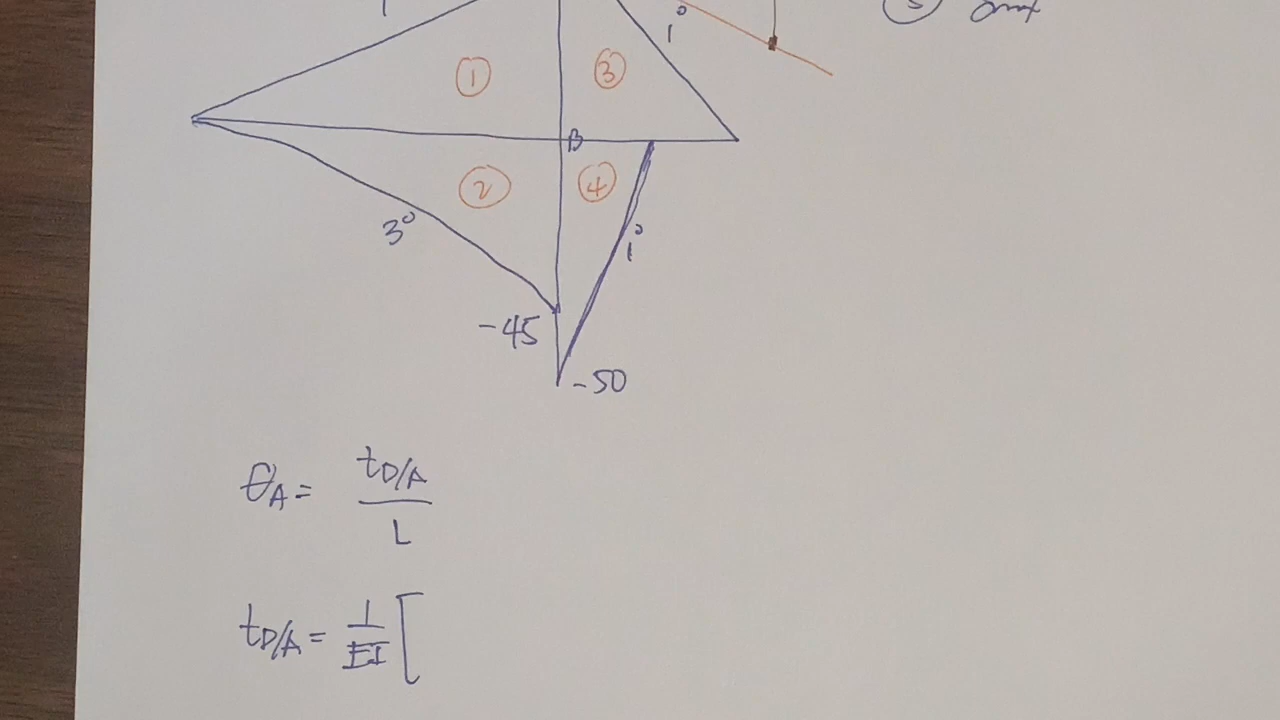 1°
① ③
B
② ④
3° 1°
-45
-50
θA = tD/A / L
tD/A = 1/EI [